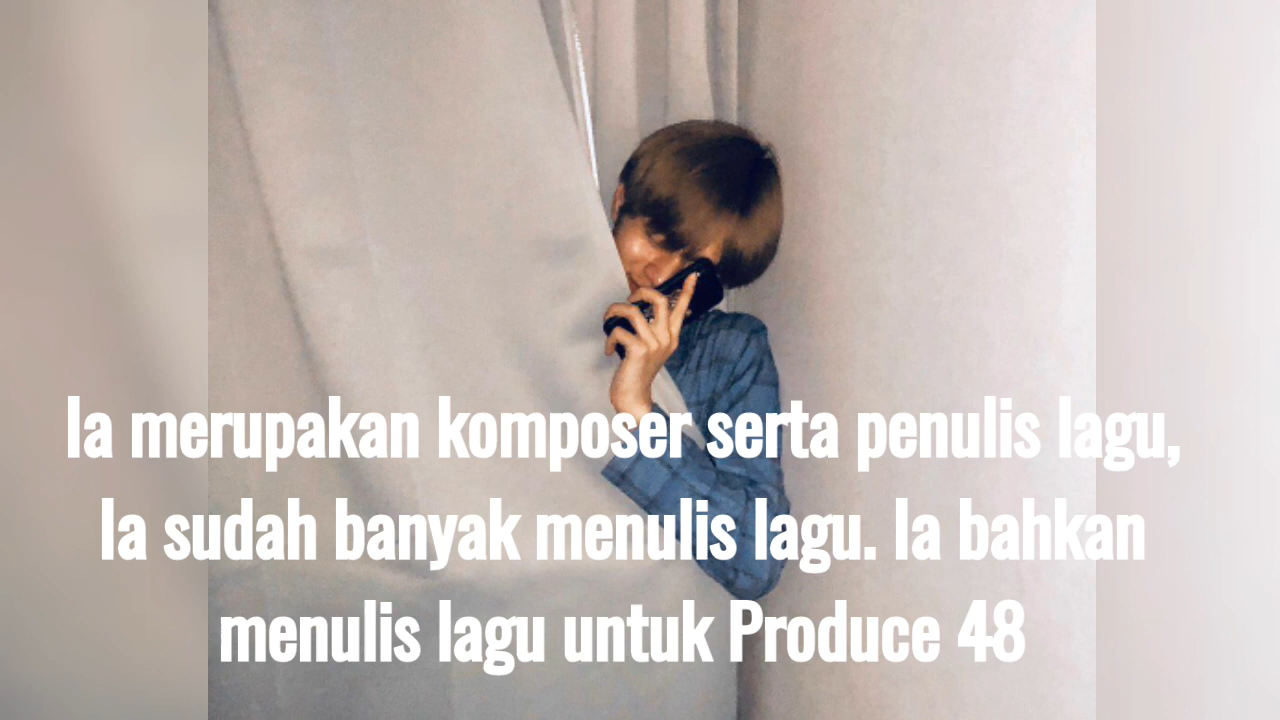 Ia merupakan komposer serta penulis lagu,
Ia sudah banyak menulis lagu. Ia bahkan
menulis lagu untuk Produce 48